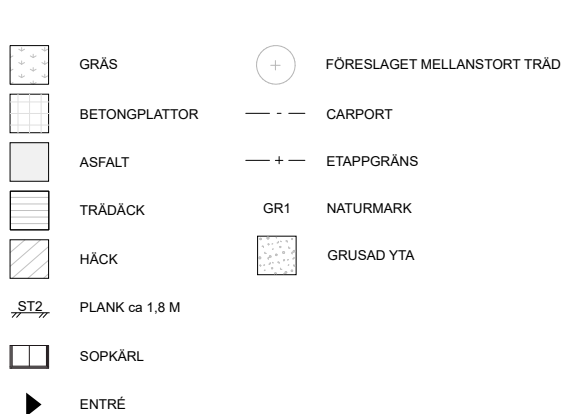 GRÄS
BETONGPLATTOR
ASFALT
TRÄDÄCK
HÄCK
ST2 PLANK ca 1,8 M
SOPKÄRL
ENTRÉ
FÖRESLAGET MELLANSTORT TRÄD
CARPORT
ETAPPGRÄNS
GR1 NATURMARK
GRUSAD YTA